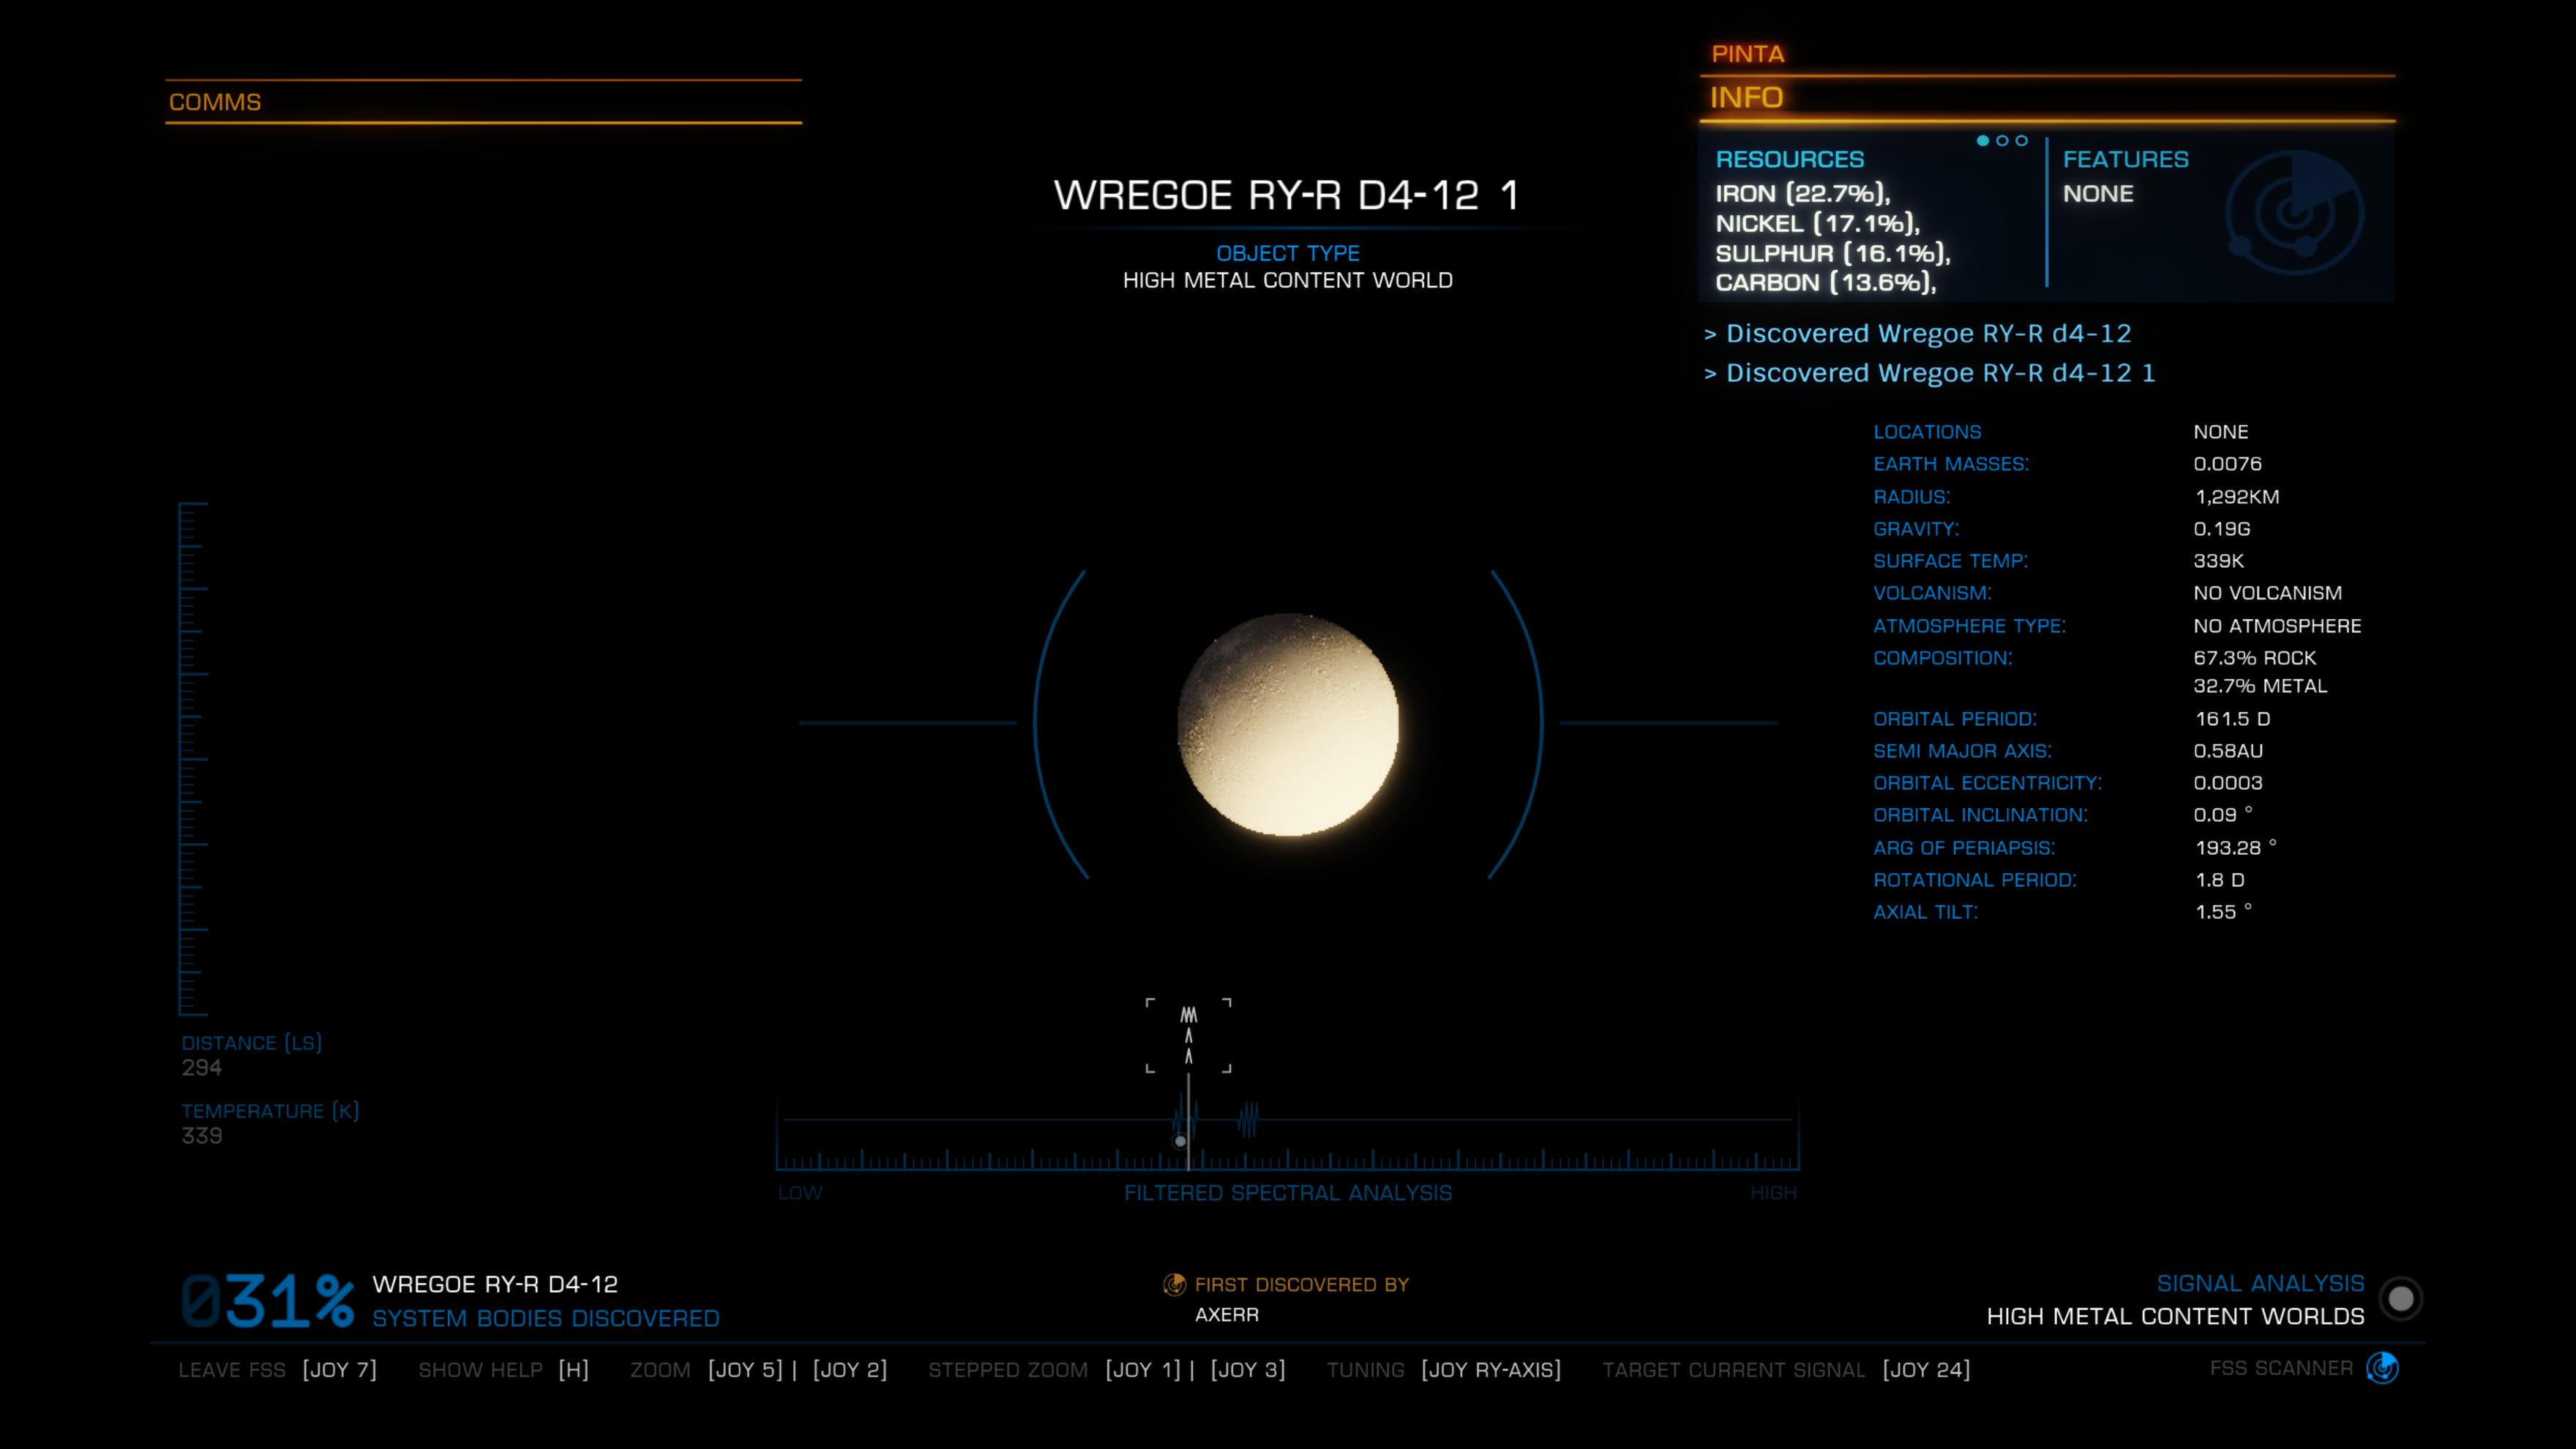 PINTA
COMMS
INFO
WREGOE RY-R D4-12 1
OBJECT TYPE
HIGH METAL CONTENT WORLD
RESOURCES
IRON (22.7%),
NICKEL (17.1%),
SULPHUR (16.1%),
CARBON (13.6%),
FEATURES
NONE
> Discovered Wregoe RY-R d4-12
> Discovered Wregoe RY-R d4-12 1
LOCATIONS NONE
EARTH MASSES: 0.0076
RADIUS: 1,292KM
GRAVITY: 0.19G
SURFACE TEMP: 339K
VOLCANISM: NO VOLCANISM
ATMOSPHERE TYPE: NO ATMOSPHERE
COMPOSITION: 67.3% ROCK
32.7% METAL
ORBITAL PERIOD: 161.5 D
SEMI MAJOR AXIS: 0.58AU
ORBITAL ECCENTRICITY: 0.0003
ORBITAL INCLINATION: 0.09 °
ARG OF PERIAPSIS: 193.28 °
ROTATIONAL PERIOD: 1.8 D
AXIAL TILT: 1.55 °
DISTANCE (LS)
294
TEMPERATURE (K)
339
LOW FILTERED SPECTRAL ANALYSIS HIGH
031% WREGOE RY-R D4-12
SYSTEM BODIES DISCOVERED
FIRST DISCOVERED BY
AXERR
SIGNAL ANALYSIS
HIGH METAL CONTENT WORLDS
LEAVE FSS [JOY 7] SHOW HELP [H] ZOOM [JOY 5] | [JOY 2] STEPPED ZOOM [JOY 1] | [JOY 3] TUNING [JOY RY-AXIS] TARGET CURRENT SIGNAL [JOY 24] FSS SCANNER